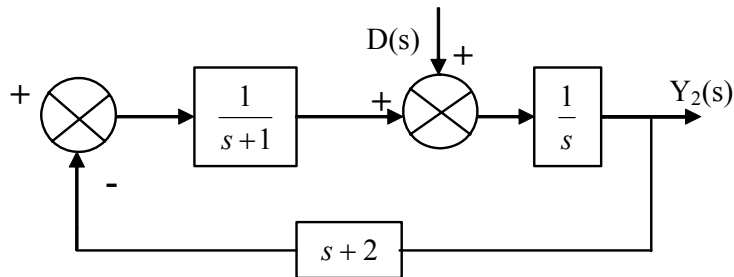 D(s)
+
+
1
s+1
+
1
s
Y₂(s)
-
s+2